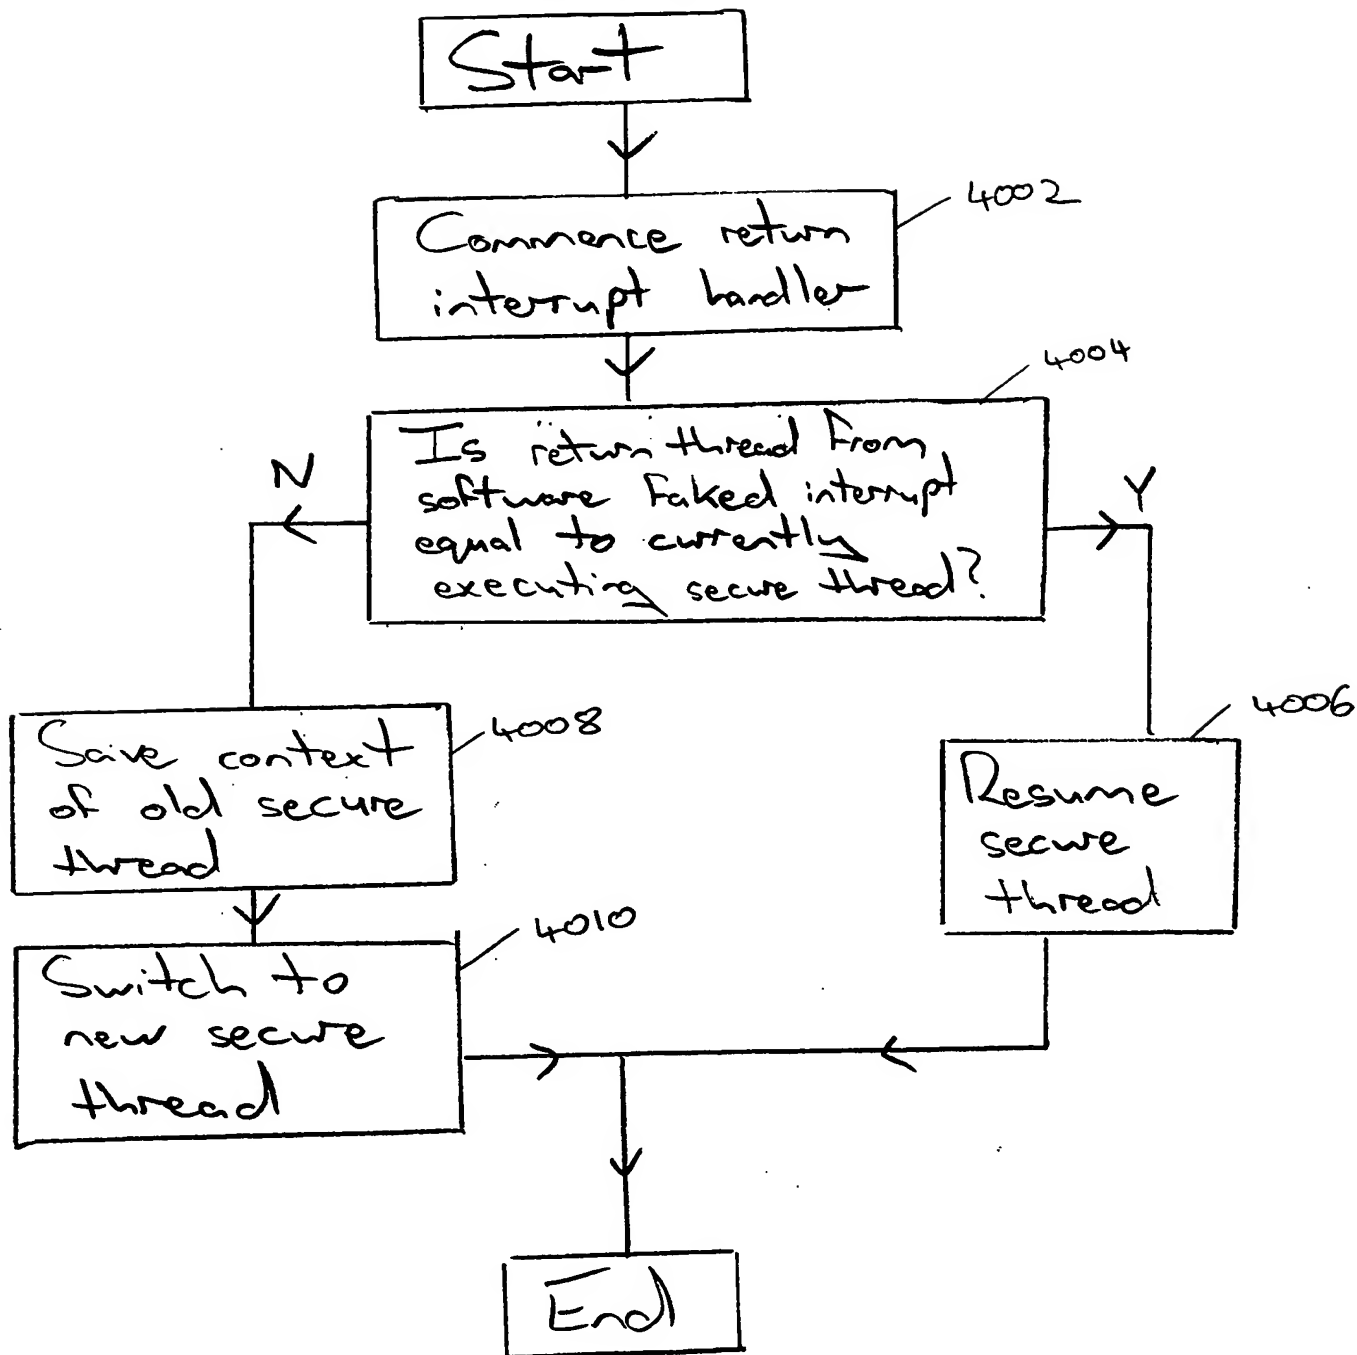 Start
Commence return
interrupt handler
4002
4004
Is return thread from
software faked interrupt
equal to currently
executing secure thread?
N
Y
Save context
of old secure
thread
4008
4006
Resume
secure
thread
Switch to
new secure
thread
4010
End